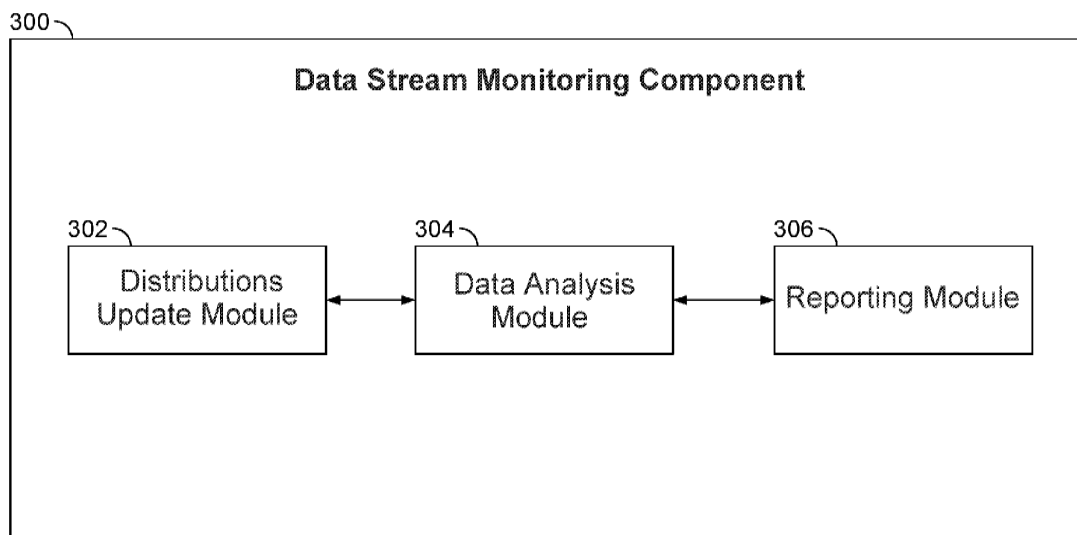 300
Data Stream Monitoring Component
302
Distributions
Update Module
304
Data Analysis
Module
306
Reporting Module